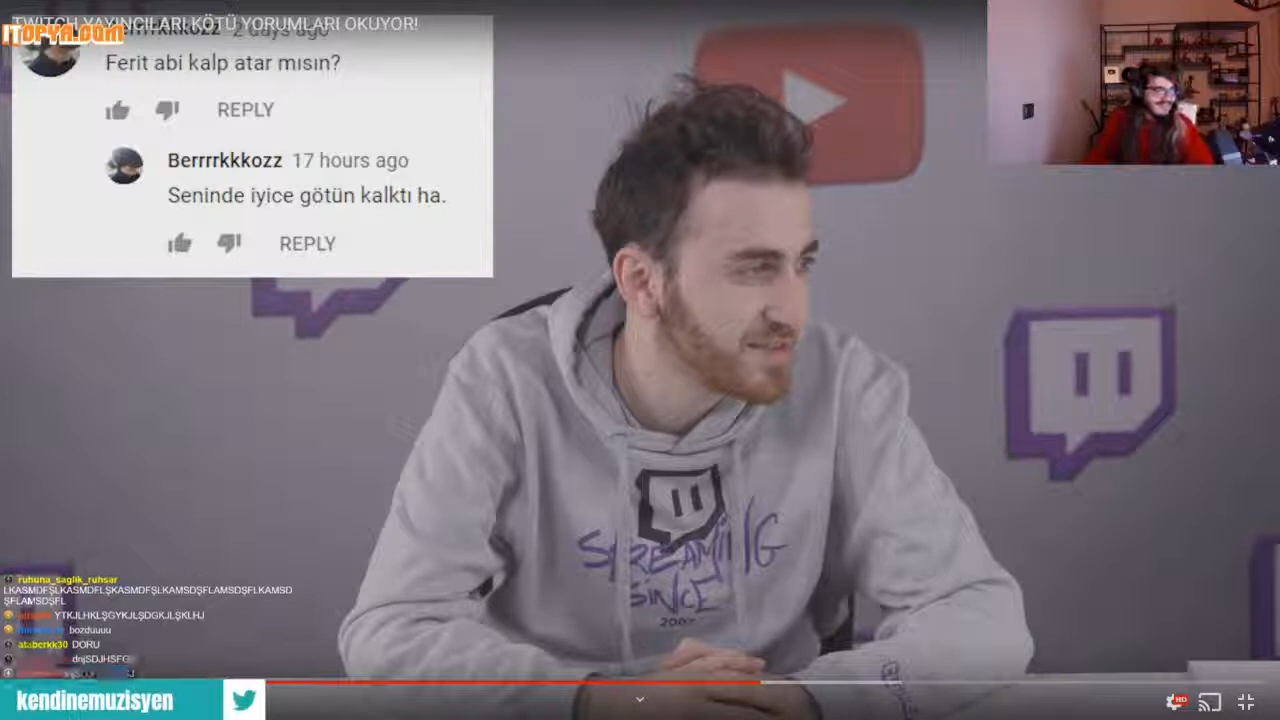 TWITCH YAYINCILARI KÖTÜ YORUMLARI OKUYOR!
iTOPYA.COM
2 days ago
Ferit abi kalp atar mısın?
REPLY
Berrrrkkkozz 17 hours ago
Seninde iyice götün kalktı ha.
REPLY
STREAMING
SINCE
ruhuna_saglik_ruhsar
LKASMDFŞLKASMDFLŞKASMDFŞLKAMSDŞFLAMSDŞFLKAMSD
ŞFLAMSDŞFL
YTKJLHKLŞGYKJLŞDGKJLŞKLHJ
bozduuuu
ataberkk30 DORU
dnjSDJHSFG
kendinemuzisyen
HD